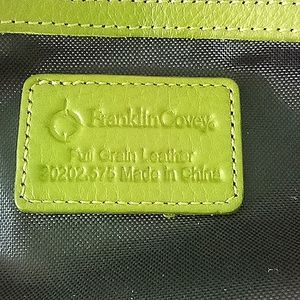 FranklinCovey®
Full Grain Leather
30202.575 Made in China